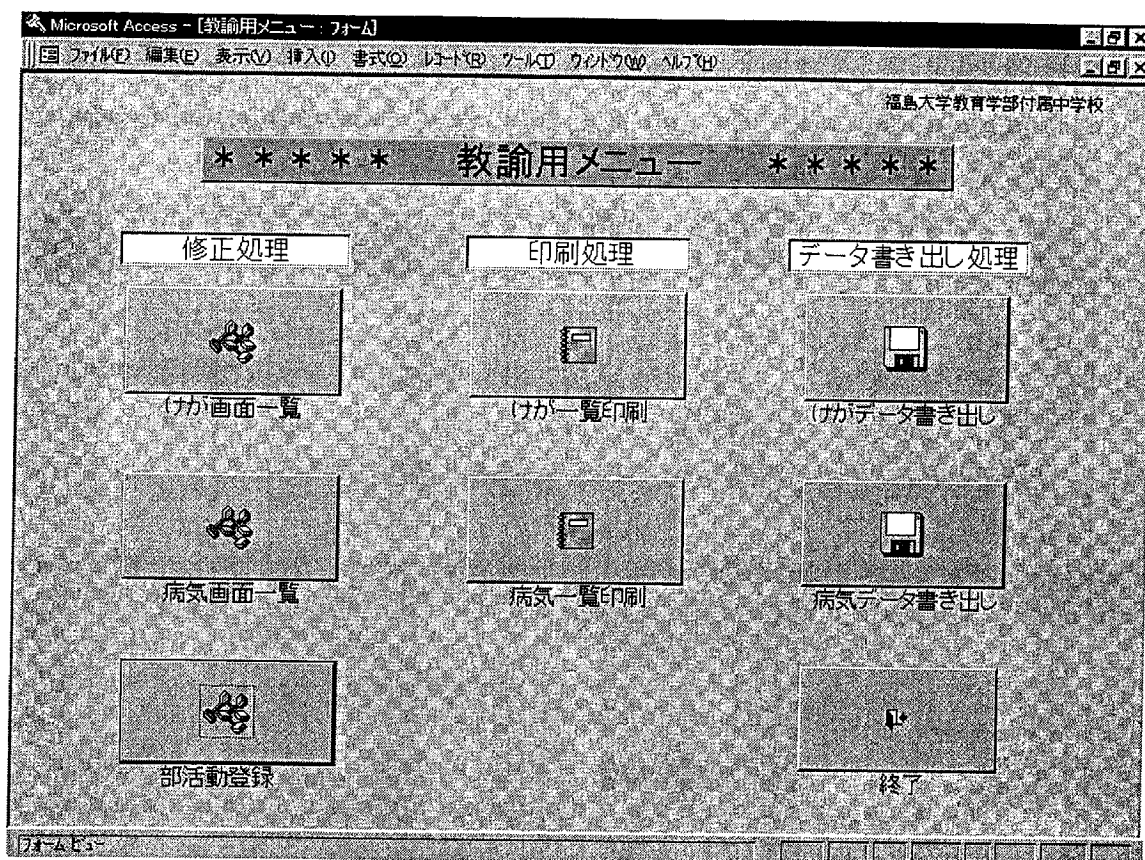 Microsoft Access - [教諭用メニュー : フォーム]
ファイル(F) 編集(E) 表示(V) 挿入(I) 書式(O) レコード(R) ツール(T) ウィンドウ(W) ヘルプ(H)
福島大学教育学部付属中学校
＊＊＊＊＊ 教諭用メニュー ＊＊＊＊＊
修正処理 印刷処理 データ書き出し処理
けが画面一覧 けが一覧印刷 けがデータ書き出し
病気画面一覧 病気一覧印刷 病気データ書き出し
部活動登録 終了
フォーム ビュー